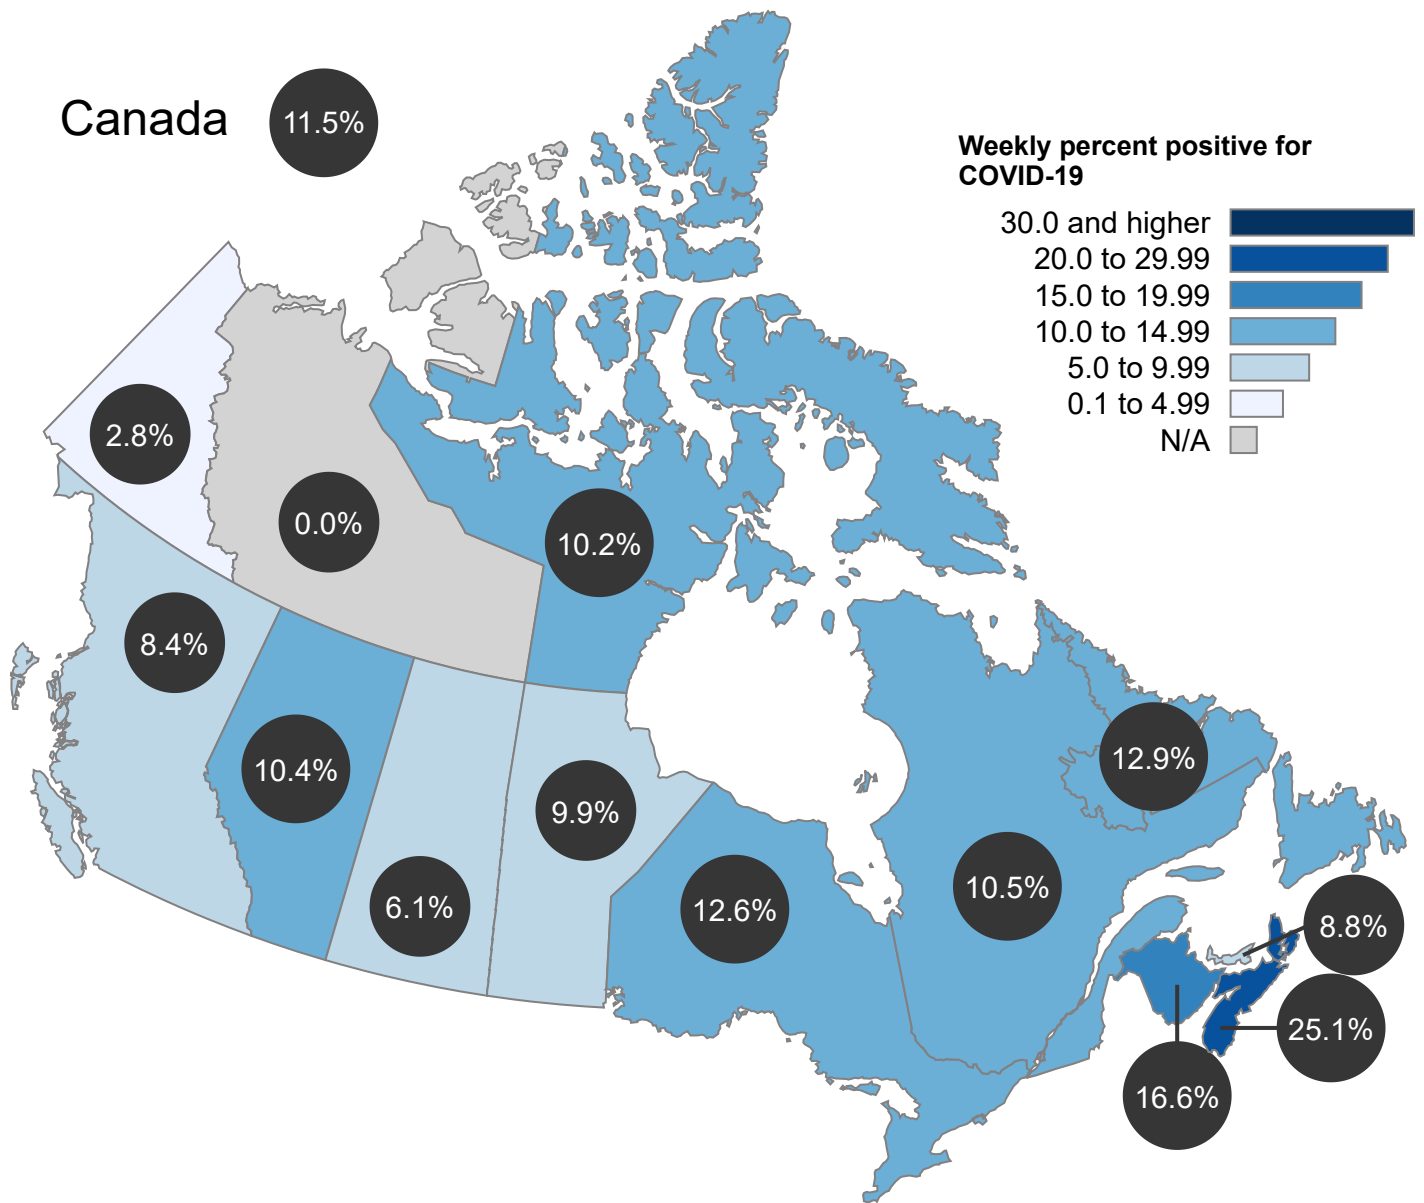 Canada
11.5%
Weekly percent positive for
COVID-19
30.0 and higher
20.0 to 29.99
15.0 to 19.99
10.0 to 14.99
5.0 to 9.99
0.1 to 4.99
N/A
2.8%
0.0%
10.2%
8.4%
10.4%
12.9%
9.9%
6.1%
12.6%
10.5%
8.8%
25.1%
16.6%